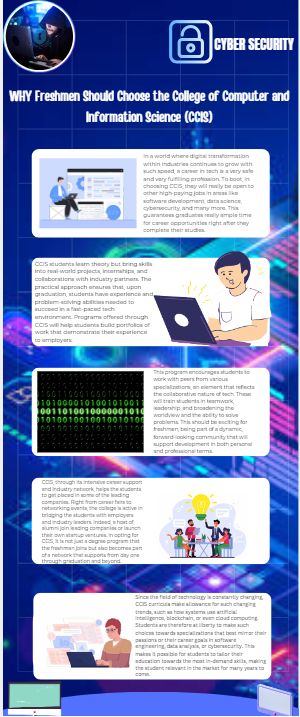 CYBER SECURITY
WHY Freshmen Should Choose the College of Computer and
Information Science (CCIS)
In a world where digital transformation
within industries continues to grow with
such speed, a career in tech is a very safe
and very fulfilling profession. To boot, in
choosing CCIS, they will really be open to
other high-paying jobs in areas like
software development, data science,
cybersecurity, and many more. This
guarantees graduates really ample time
for career opportunities right after they
complete their studies.
CCIS students learn theory but bring skills
into real-world projects, internships, and
collaborations with industry partners. The
practical approach ensures that, upon
graduation, students have experience and
problem-solving abilities needed to
succeed in a fast-paced tech
environment. Programs offered through
CCIS will help students build portfolios of
work that demonstrate their experience
to employers.
This program encourages students to
work with peers from various
specializations, an element that reflects
the collaborative nature of tech. These
will train students in teamwork,
leadership, and broadening the
worldview and the ability to solve
problems. This should be exciting for
freshmen, being part of a dynamic,
forward-looking community that will
support development in both personal
and professional terms.
CCIS, through its intensive career support
and industry network, helps the students
to get placed in some of the leading
companies. Right from career fairs to
networking events, the college is active in
bridging the students with employers
and industry leaders. Indeed, a host of
alumni join leading companies or launch
their own startup ventures. In opting for
CCIS, it is not just a degree program that
the freshmen joins but also becomes part
of a network that supports from day one
through graduation and beyond.
Since the field of technology is constantly changing,
CCIS curricula make allowance for such changing
trends, such as how systems use artificial
intelligence, blockchain, or even cloud computing.
Students are therefore at liberty to make such
choices towards specializations that best mirror their
passions or their career goals in software
engineering, data analysis, or cybersecurity. This
makes it possible for students to tailor their
education towards the most in-demand skills, making
the student relevant in the market for many years to
come.